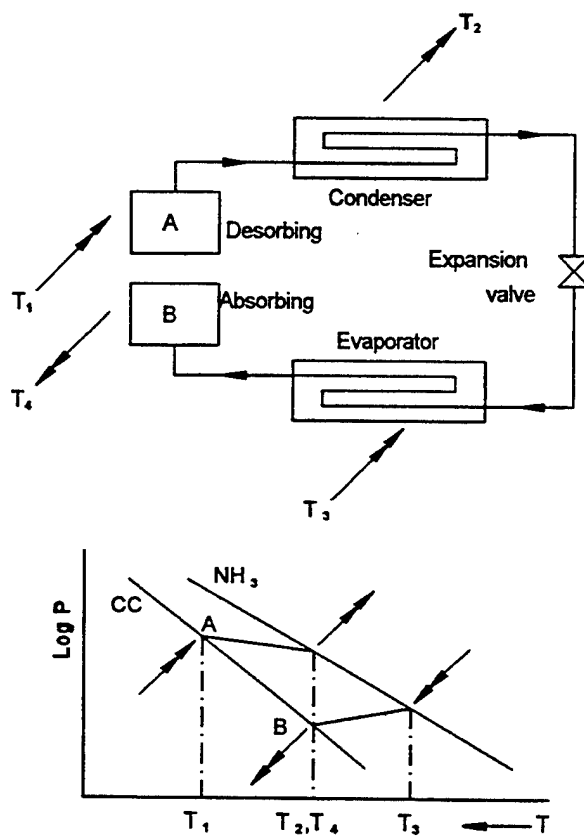 T₂
Condenser
A
Desorbing
T₁
Expansion
valve
B
Absorbing
T₄
Evaporator
T₃
Log P
NH₃
CC
A
B
T₁
T₂,T₄
T₃
T